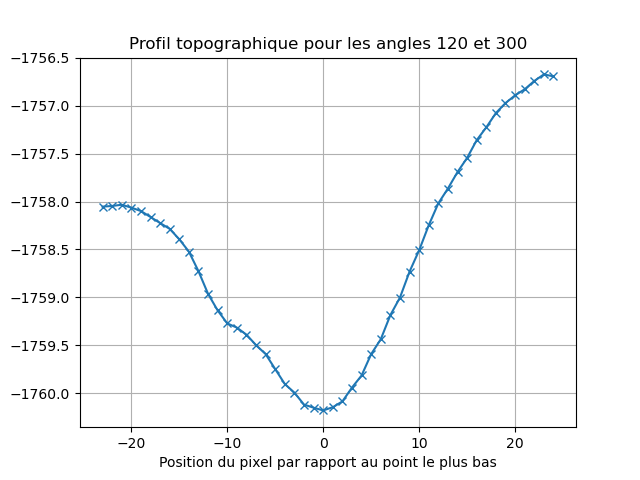 Profil topographique pour les angles 120 et 300
−1756.5
−1757.0
−1757.5
−1758.0
−1758.5
−1759.0
−1759.5
−1760.0
−20 −10 0 10 20
Position du pixel par rapport au point le plus bas